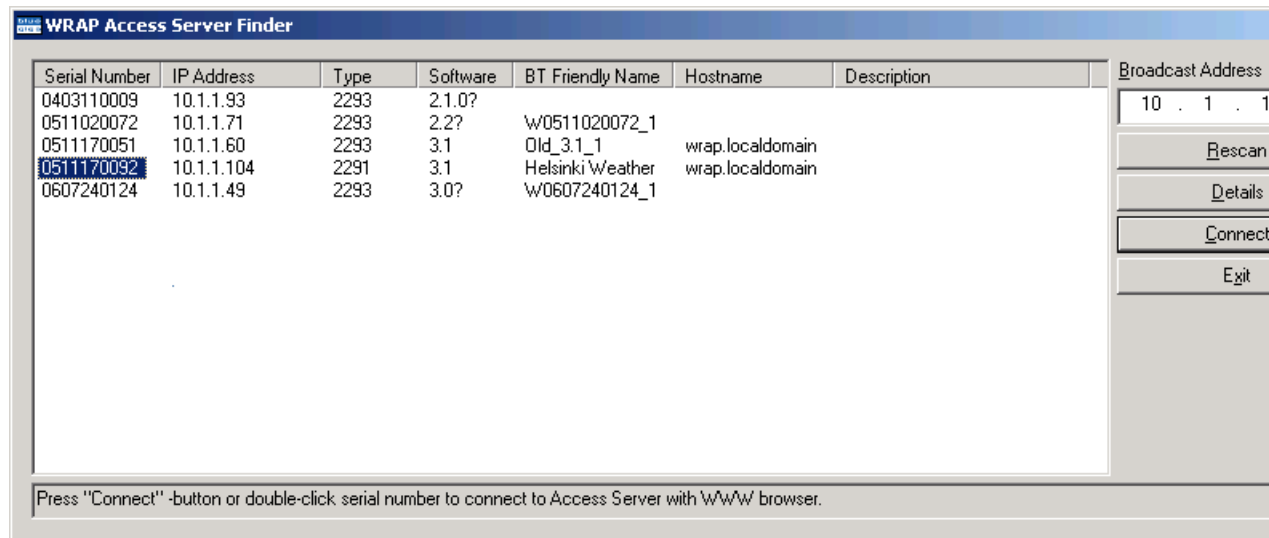 WRAP Access Server Finder
Serial Number IP Address Type Software BT Friendly Name Hostname Description
0403110009 10.1.1.93 2293 2.1.0?
0511020072 10.1.1.71 2293 2.2? W0511020072_1
0511170051 10.1.1.60 2293 3.1 Old_3.1_1 wrap.localdomain
0511170092 10.1.1.104 2291 3.1 Helsinki Weather wrap.localdomain
0607240124 10.1.1.49 2293 3.0? W0607240124_1
Broadcast Address
10 . 1 . 1
Rescan
Details
Connect
Exit
Press "Connect" -button or double-click serial number to connect to Access Server with WWW browser.